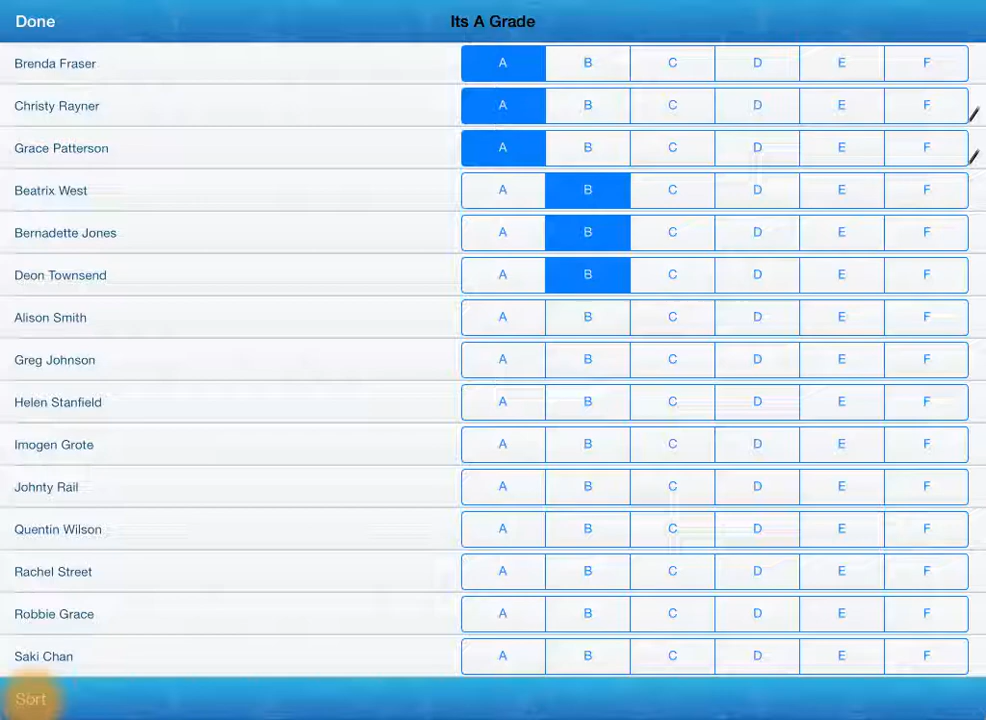 Done Its A Grade
Brenda Fraser A B C D E F
Christy Rayner A B C D E F
Grace Patterson A B C D E F
Beatrix West A B C D E F
Bernadette Jones A B C D E F
Deon Townsend A B C D E F
Alison Smith A B C D E F
Greg Johnson A B C D E F
Helen Stanfield A B C D E F
Imogen Grote A B C D E F
Johnty Rail A B C D E F
Quentin Wilson A B C D E F
Rachel Street A B C D E F
Robbie Grace A B C D E F
Saki Chan A B C D E F
Sort